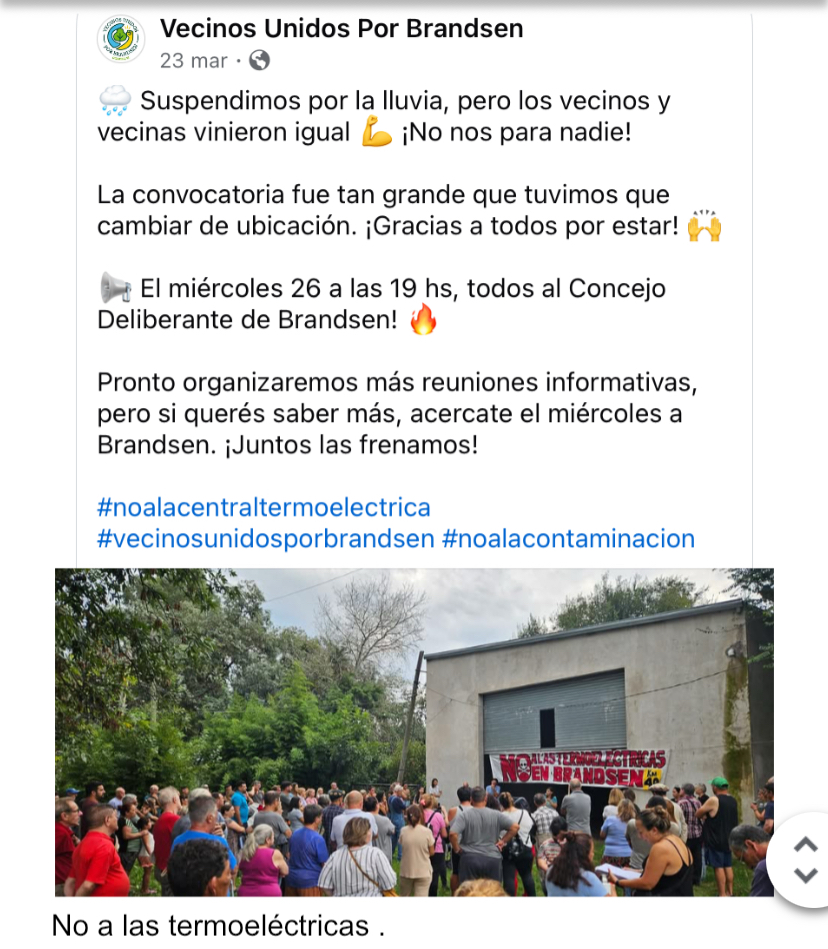 Vecinos Unidos Por Brandsen
23 mar ·
🌧️ Suspendimos por la lluvia, pero los vecinos y
vecinas vinieron igual 💪 ¡No nos para nadie!
La convocatoria fue tan grande que tuvimos que
cambiar de ubicación. ¡Gracias a todos por estar! 🙌
📢 El miércoles 26 a las 19 hs, todos al Concejo
Deliberante de Brandsen! 🔥
Pronto organizaremos más reuniones informativas,
pero si querés saber más, acercate el miércoles a
Brandsen. ¡Juntos las frenamos!
#noalacentraltermoelectrica
#vecinosunidosporbrandsen #noalacontaminacion
NO A LAS TERMOELÉCTRICAS
EN BRANDSEN
No a las termoeléctricas .